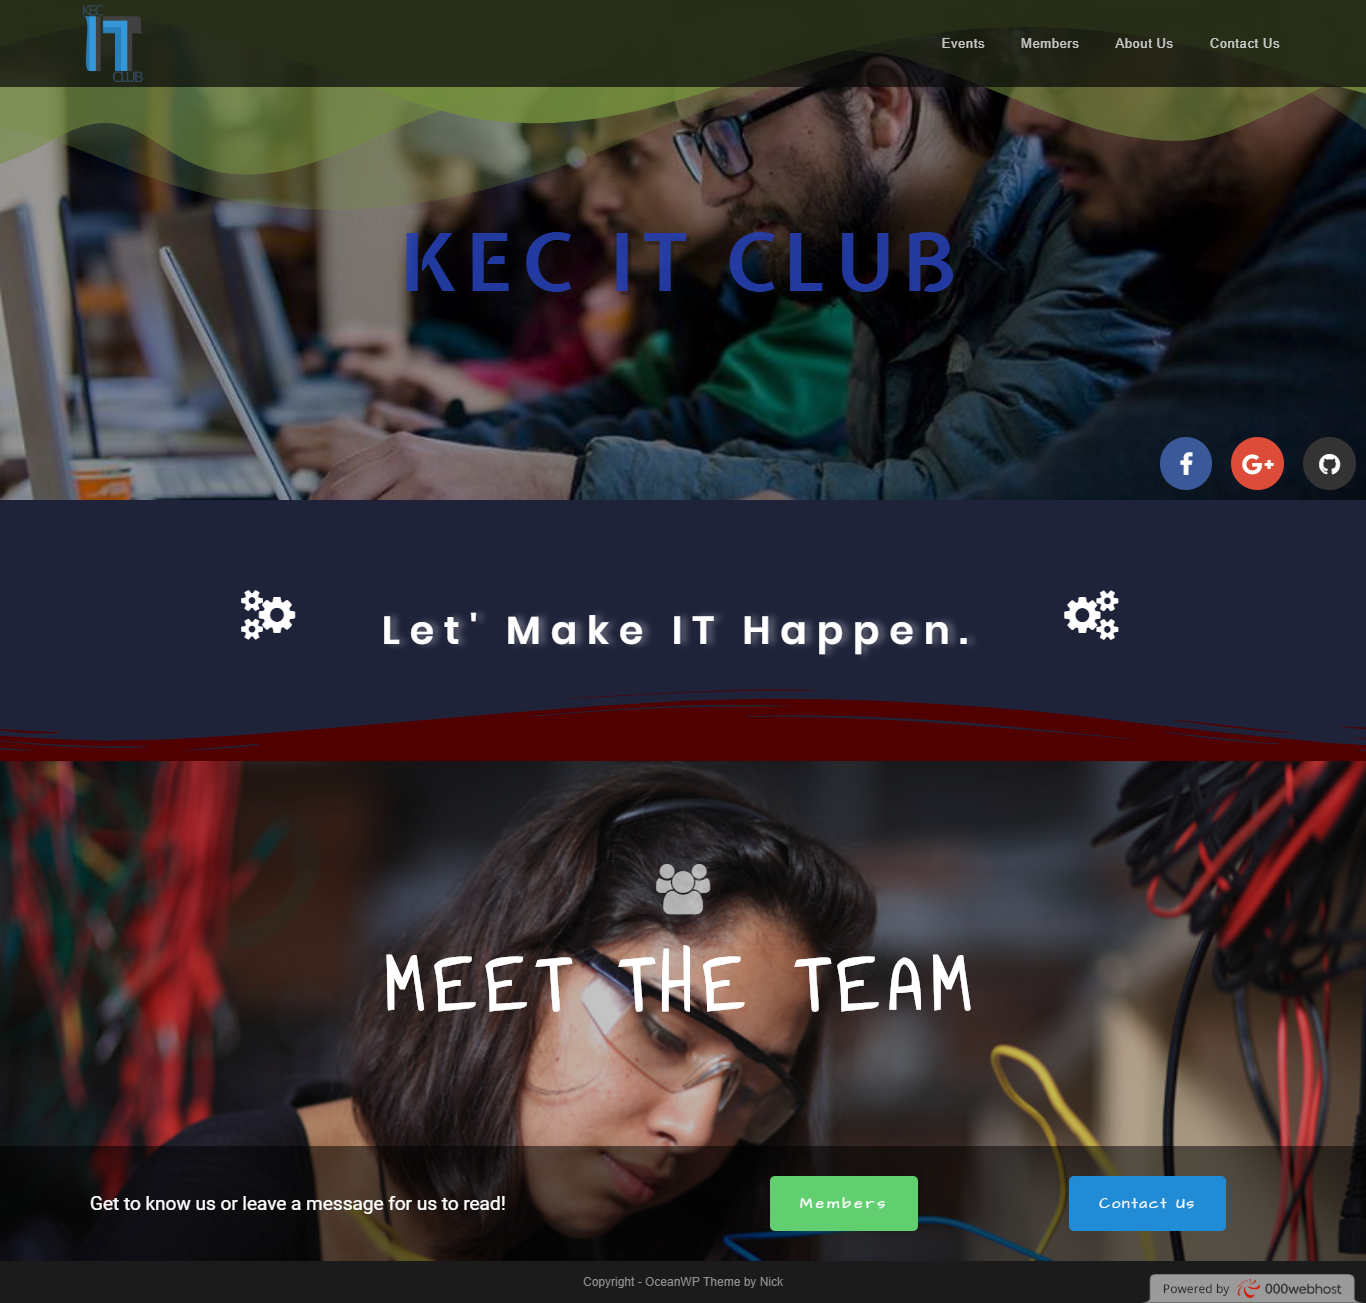 KEC
IT
CLUB
Events
Members
About Us
Contact Us
KEC IT CLUB
Let' Make IT Happen.
MEET THE TEAM
Get to know us or leave a message for us to read!
Members
Contact Us
Copyright - OceanWP Theme by Nick
Powered by 000webhost